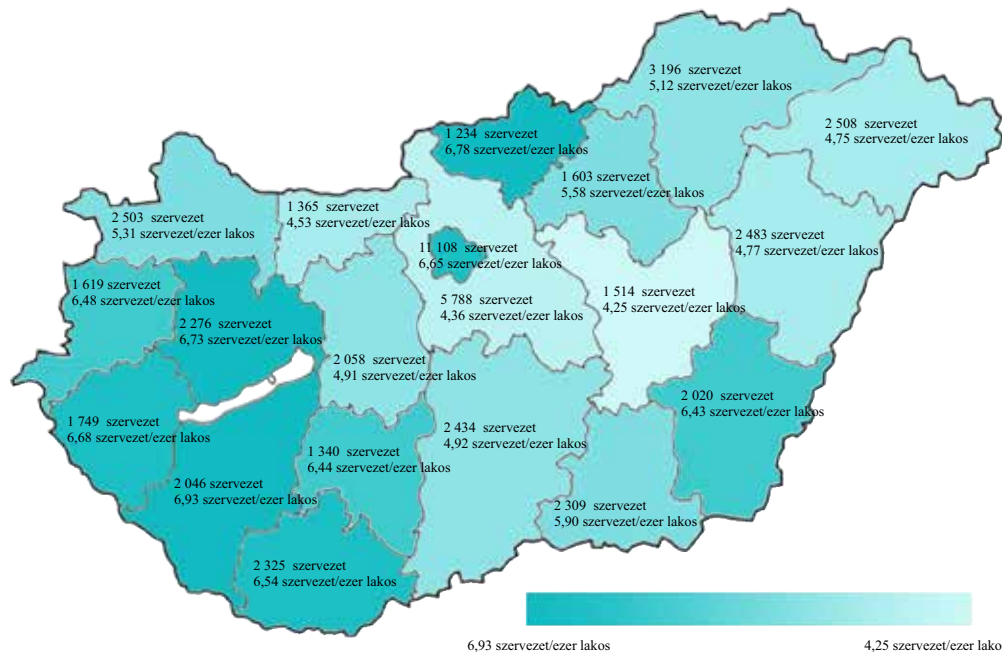 3 196 szervezet
5,12 szervezet/ezer lakos
2 508 szervezet
4,75 szervezet/ezer lakos
1 234 szervezet
6,78 szervezet/ezer lakos
1 603 szervezet
5,58 szervezet/ezer lakos
2 503 szervezet
5,31 szervezet/ezer lakos
1 365 szervezet
4,53 szervezet/ezer lakos
11 108 szervezet
6,65 szervezet/ezer lakos
2 483 szervezet
4,77 szervezet/ezer lakos
1 619 szervezet
6,48 szervezet/ezer lakos
2 276 szervezet
6,73 szervezet/ezer lakos
5 788 szervezet
4,36 szervezet/ezer lakos
1 514 szervezet
4,25 szervezet/ezer lakos
2 058 szervezet
4,91 szervezet/ezer lakos
2 020 szervezet
6,43 szervezet/ezer lakos
1 749 szervezet
6,68 szervezet/ezer lakos
2 434 szervezet
4,92 szervezet/ezer lakos
1 340 szervezet
6,44 szervezet/ezer lakos
2 046 szervezet
6,93 szervezet/ezer lakos
2 309 szervezet
5,90 szervezet/ezer lakos
2 325 szervezet
6,54 szervezet/ezer lakos
6,93 szervezet/ezer lakos
4,25 szervezet/ezer lako